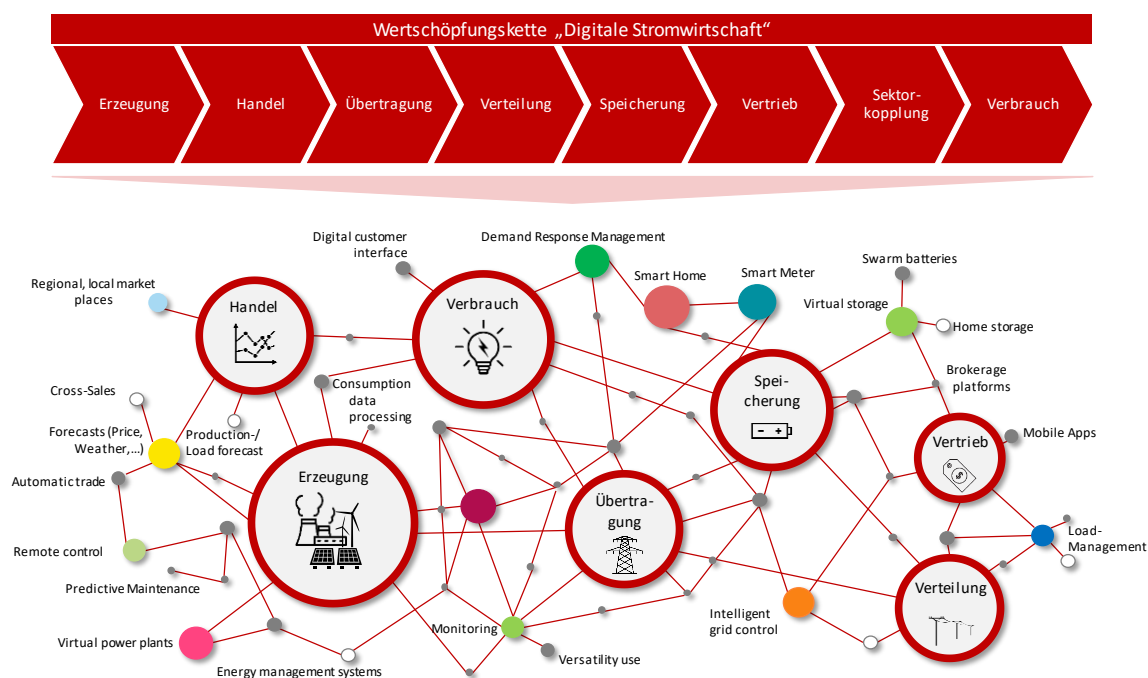 Wertschöpfungskette „Digitale Stromwirtschaft“
Erzeugung
Handel
Übertragung
Verteilung
Speicherung
Vertrieb
Sektor-
kopplung
Verbrauch
Digital customer
interface
Demand Response Management
Smart Home
Smart Meter
Swarm batteries
Virtual storage
Home storage
Regional, local market
places
Handel
Verbrauch
Spei-
cherung
Brokerage
platforms
Cross-Sales
Consumption
data
processing
Forecasts (Price,
Weather,...)
Production-/
Load forecast
Vertrieb
Mobile Apps
Automatic trade
Erzeugung
Übertra-
gung
Remote control
Load-
Management
Predictive Maintenance
Verteilung
Virtual power plants
Monitoring
Intelligent
grid control
Energy management systems
Versatility use